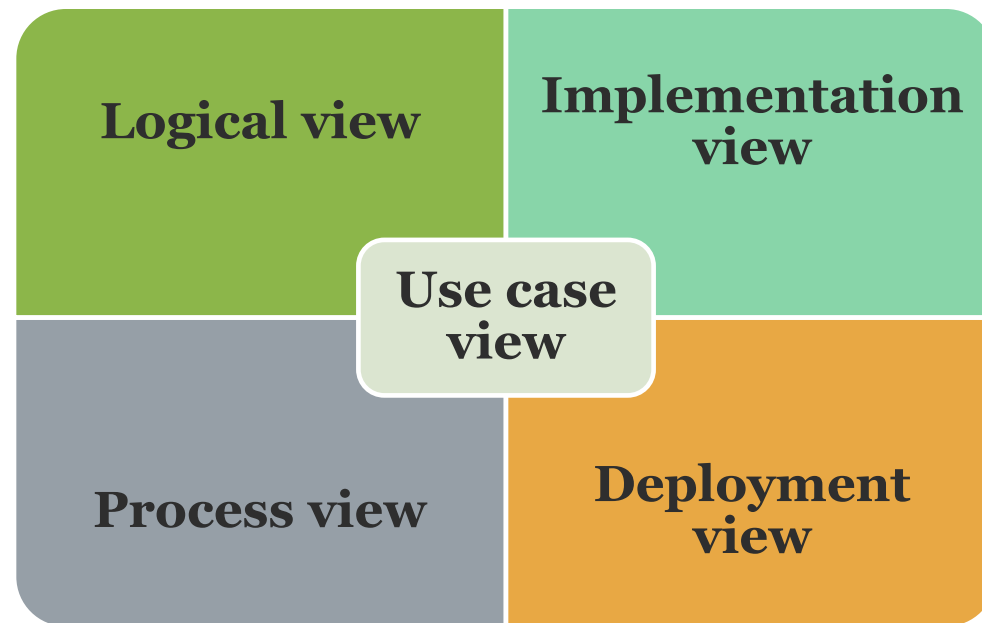 Logical view
Implementation
view
Use case
view
Process view
Deployment
view